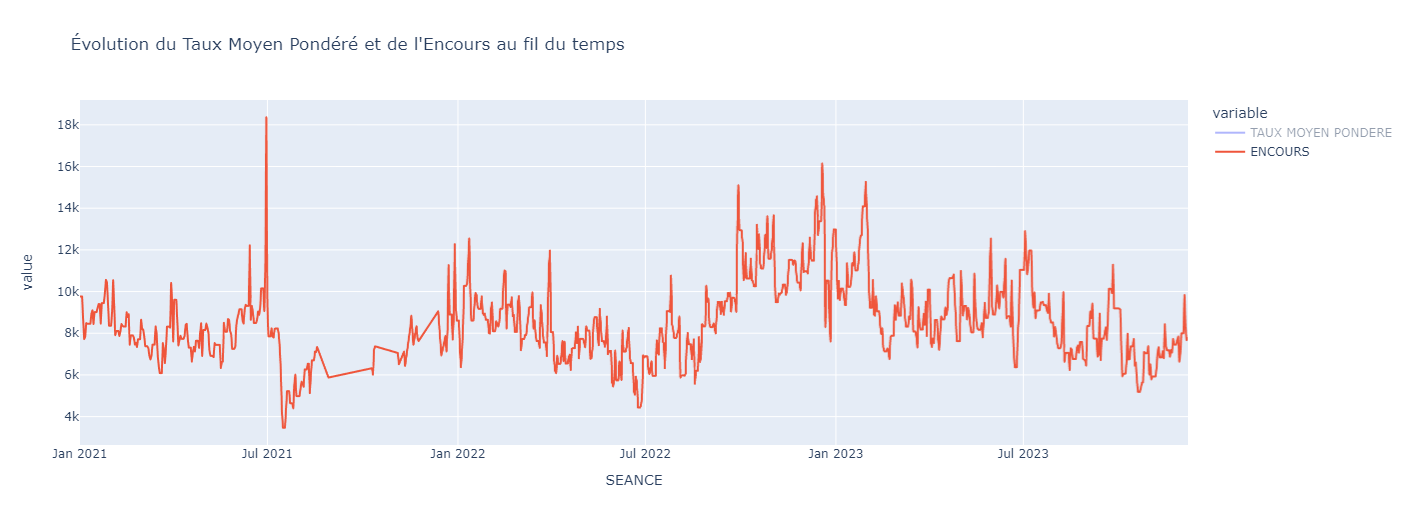 Évolution du Taux Moyen Pondéré et de l'Encours au fil du temps
variable
TAUX MOYEN PONDERE
ENCOURS
value
18k
16k
14k
12k
10k
8k
6k
4k
Jan 2021
Jul 2021
Jan 2022
Jul 2022
Jan 2023
Jul 2023
SEANCE